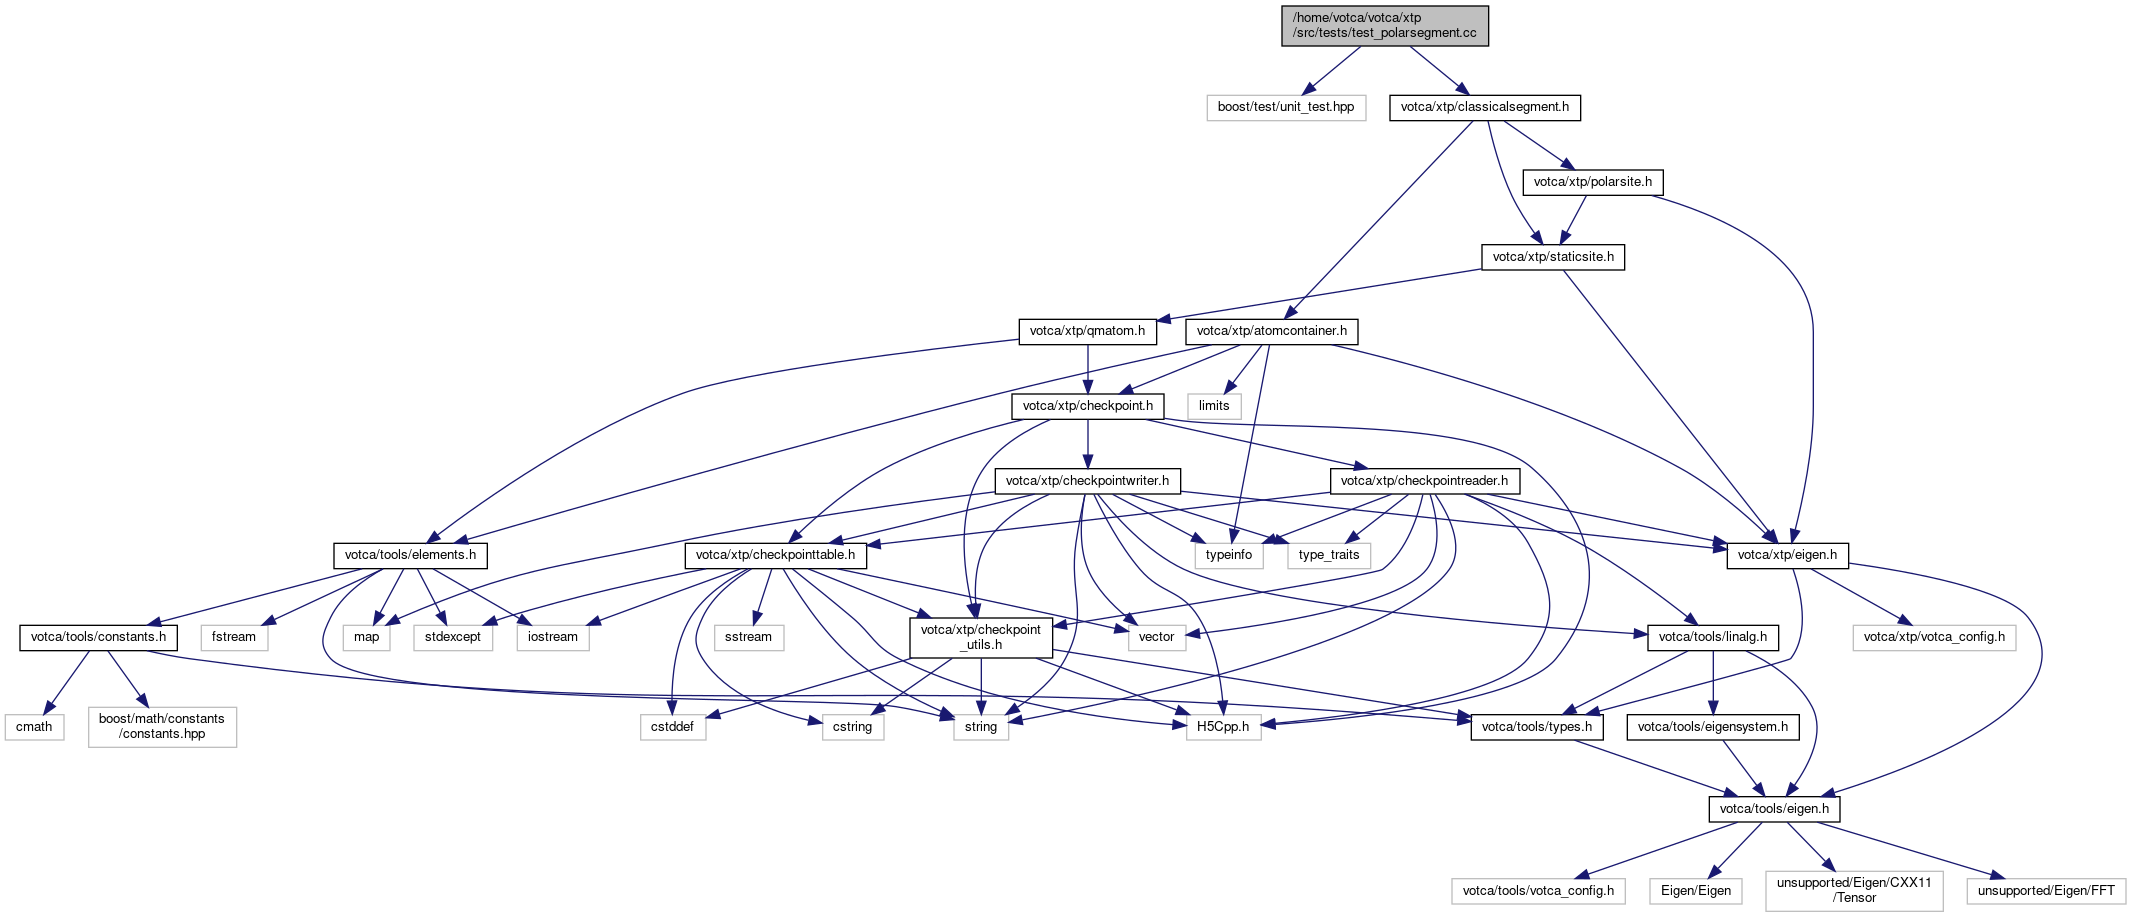 /home/votca/votca/xtp
/src/tests/test_polarsegment.cc
boost/test/unit_test.hpp
votca/xtp/classicalsegment.h
votca/xtp/polarsite.h
votca/xtp/staticsite.h
votca/xtp/qmatom.h
votca/xtp/atomcontainer.h
votca/xtp/checkpoint.h
limits
votca/xtp/checkpointwriter.h
votca/xtp/checkpointreader.h
votca/tools/elements.h
votca/xtp/checkpointtable.h
typeinfo
type_traits
votca/xtp/eigen.h
votca/tools/constants.h
fstream
map
stdexcept
iostream
sstream
votca/xtp/checkpoint
_utils.h
vector
votca/tools/linalg.h
votca/xtp/votca_config.h
cmath
boost/math/constants
/constants.hpp
cstddef
cstring
string
H5Cpp.h
votca/tools/types.h
votca/tools/eigensystem.h
votca/tools/eigen.h
votca/tools/votca_config.h
Eigen/Eigen
unsupported/Eigen/CXX11
/Tensor
unsupported/Eigen/FFT